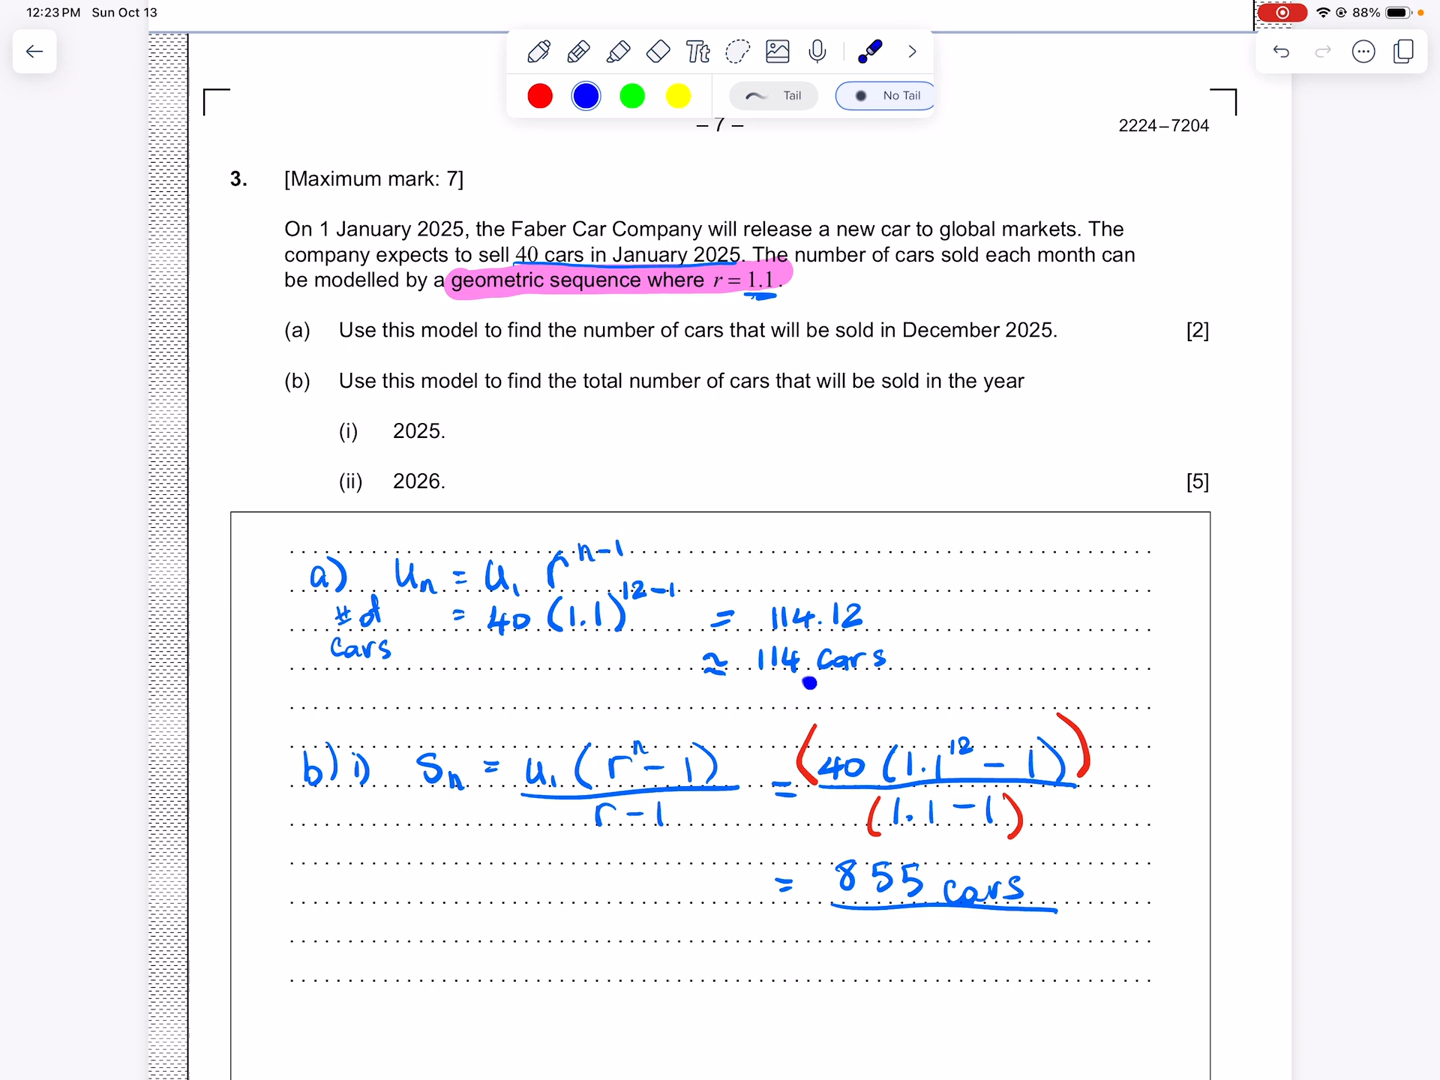 12:23 PM Sun Oct 13
88%
Tt
Tail
No Tail
– 7 –
2224–7204
3. [Maximum mark: 7]
On 1 January 2025, the Faber Car Company will release a new car to global markets. The
company expects to sell 40 cars in January 2025. The number of cars sold each month can
be modelled by a geometric sequence where r = 1.1.
(a) Use this model to find the number of cars that will be sold in December 2025. [2]
(b) Use this model to find the total number of cars that will be sold in the year
(i) 2025.
(ii) 2026. [5]
a) Uₙ = U₁ r^(n-1)
# of cars = 40 (1.1)^(12-1) = 114.12
≈ 114 cars
b) i) Sₙ = U₁ (rⁿ - 1) / r - 1 = (40 (1.1¹² - 1)) / (1.1 - 1)
= 855 cars